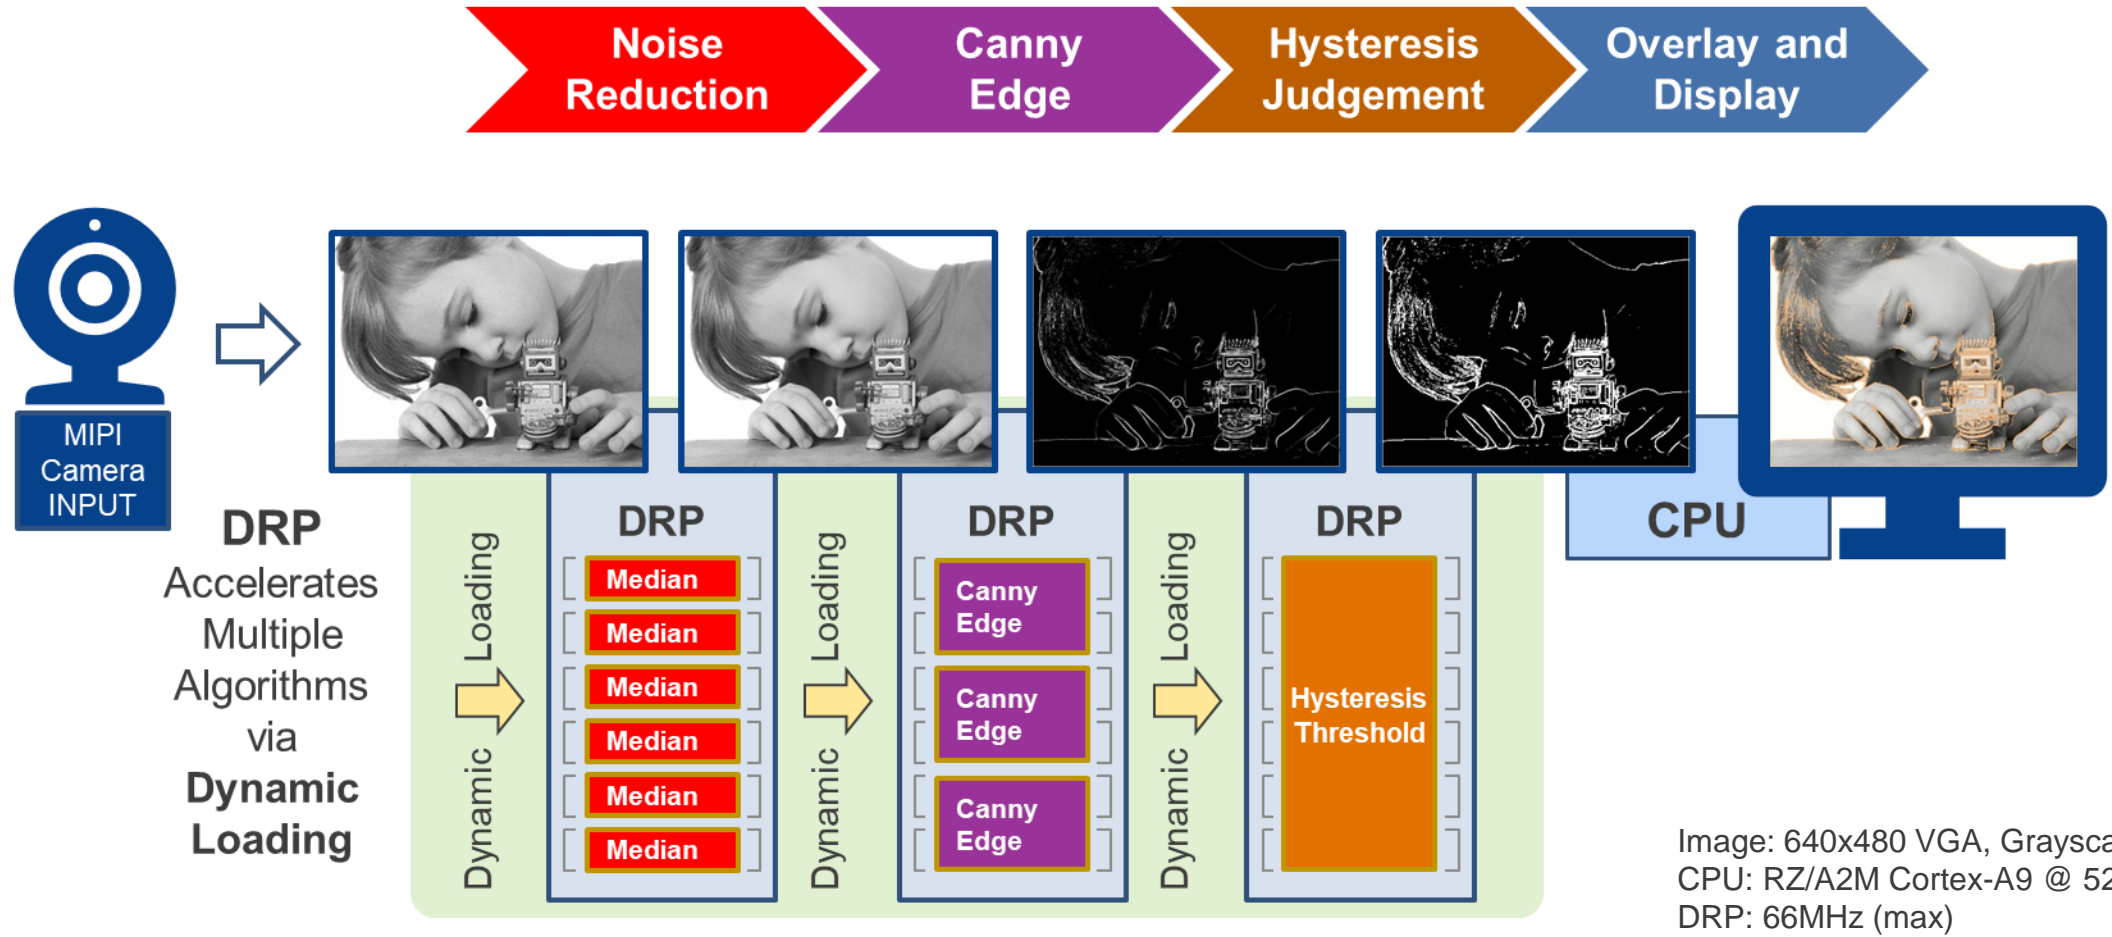 Noise
Reduction
Canny
Edge
Hysteresis
Judgement
Overlay and
Display
MIPI
Camera
INPUT
DRP
Accelerates
Multiple
Algorithms
via
Dynamic
Loading
Dynamic Loading
DRP
Median
Median
Median
Median
Median
Median
Dynamic Loading
DRP
Canny
Edge
Canny
Edge
Canny
Edge
Dynamic Loading
DRP
Hysteresis
Threshold
CPU
Image: 640x480 VGA,
CPU: RZ/A2M Cortex-A9 @
DRP: 66MHz (max)